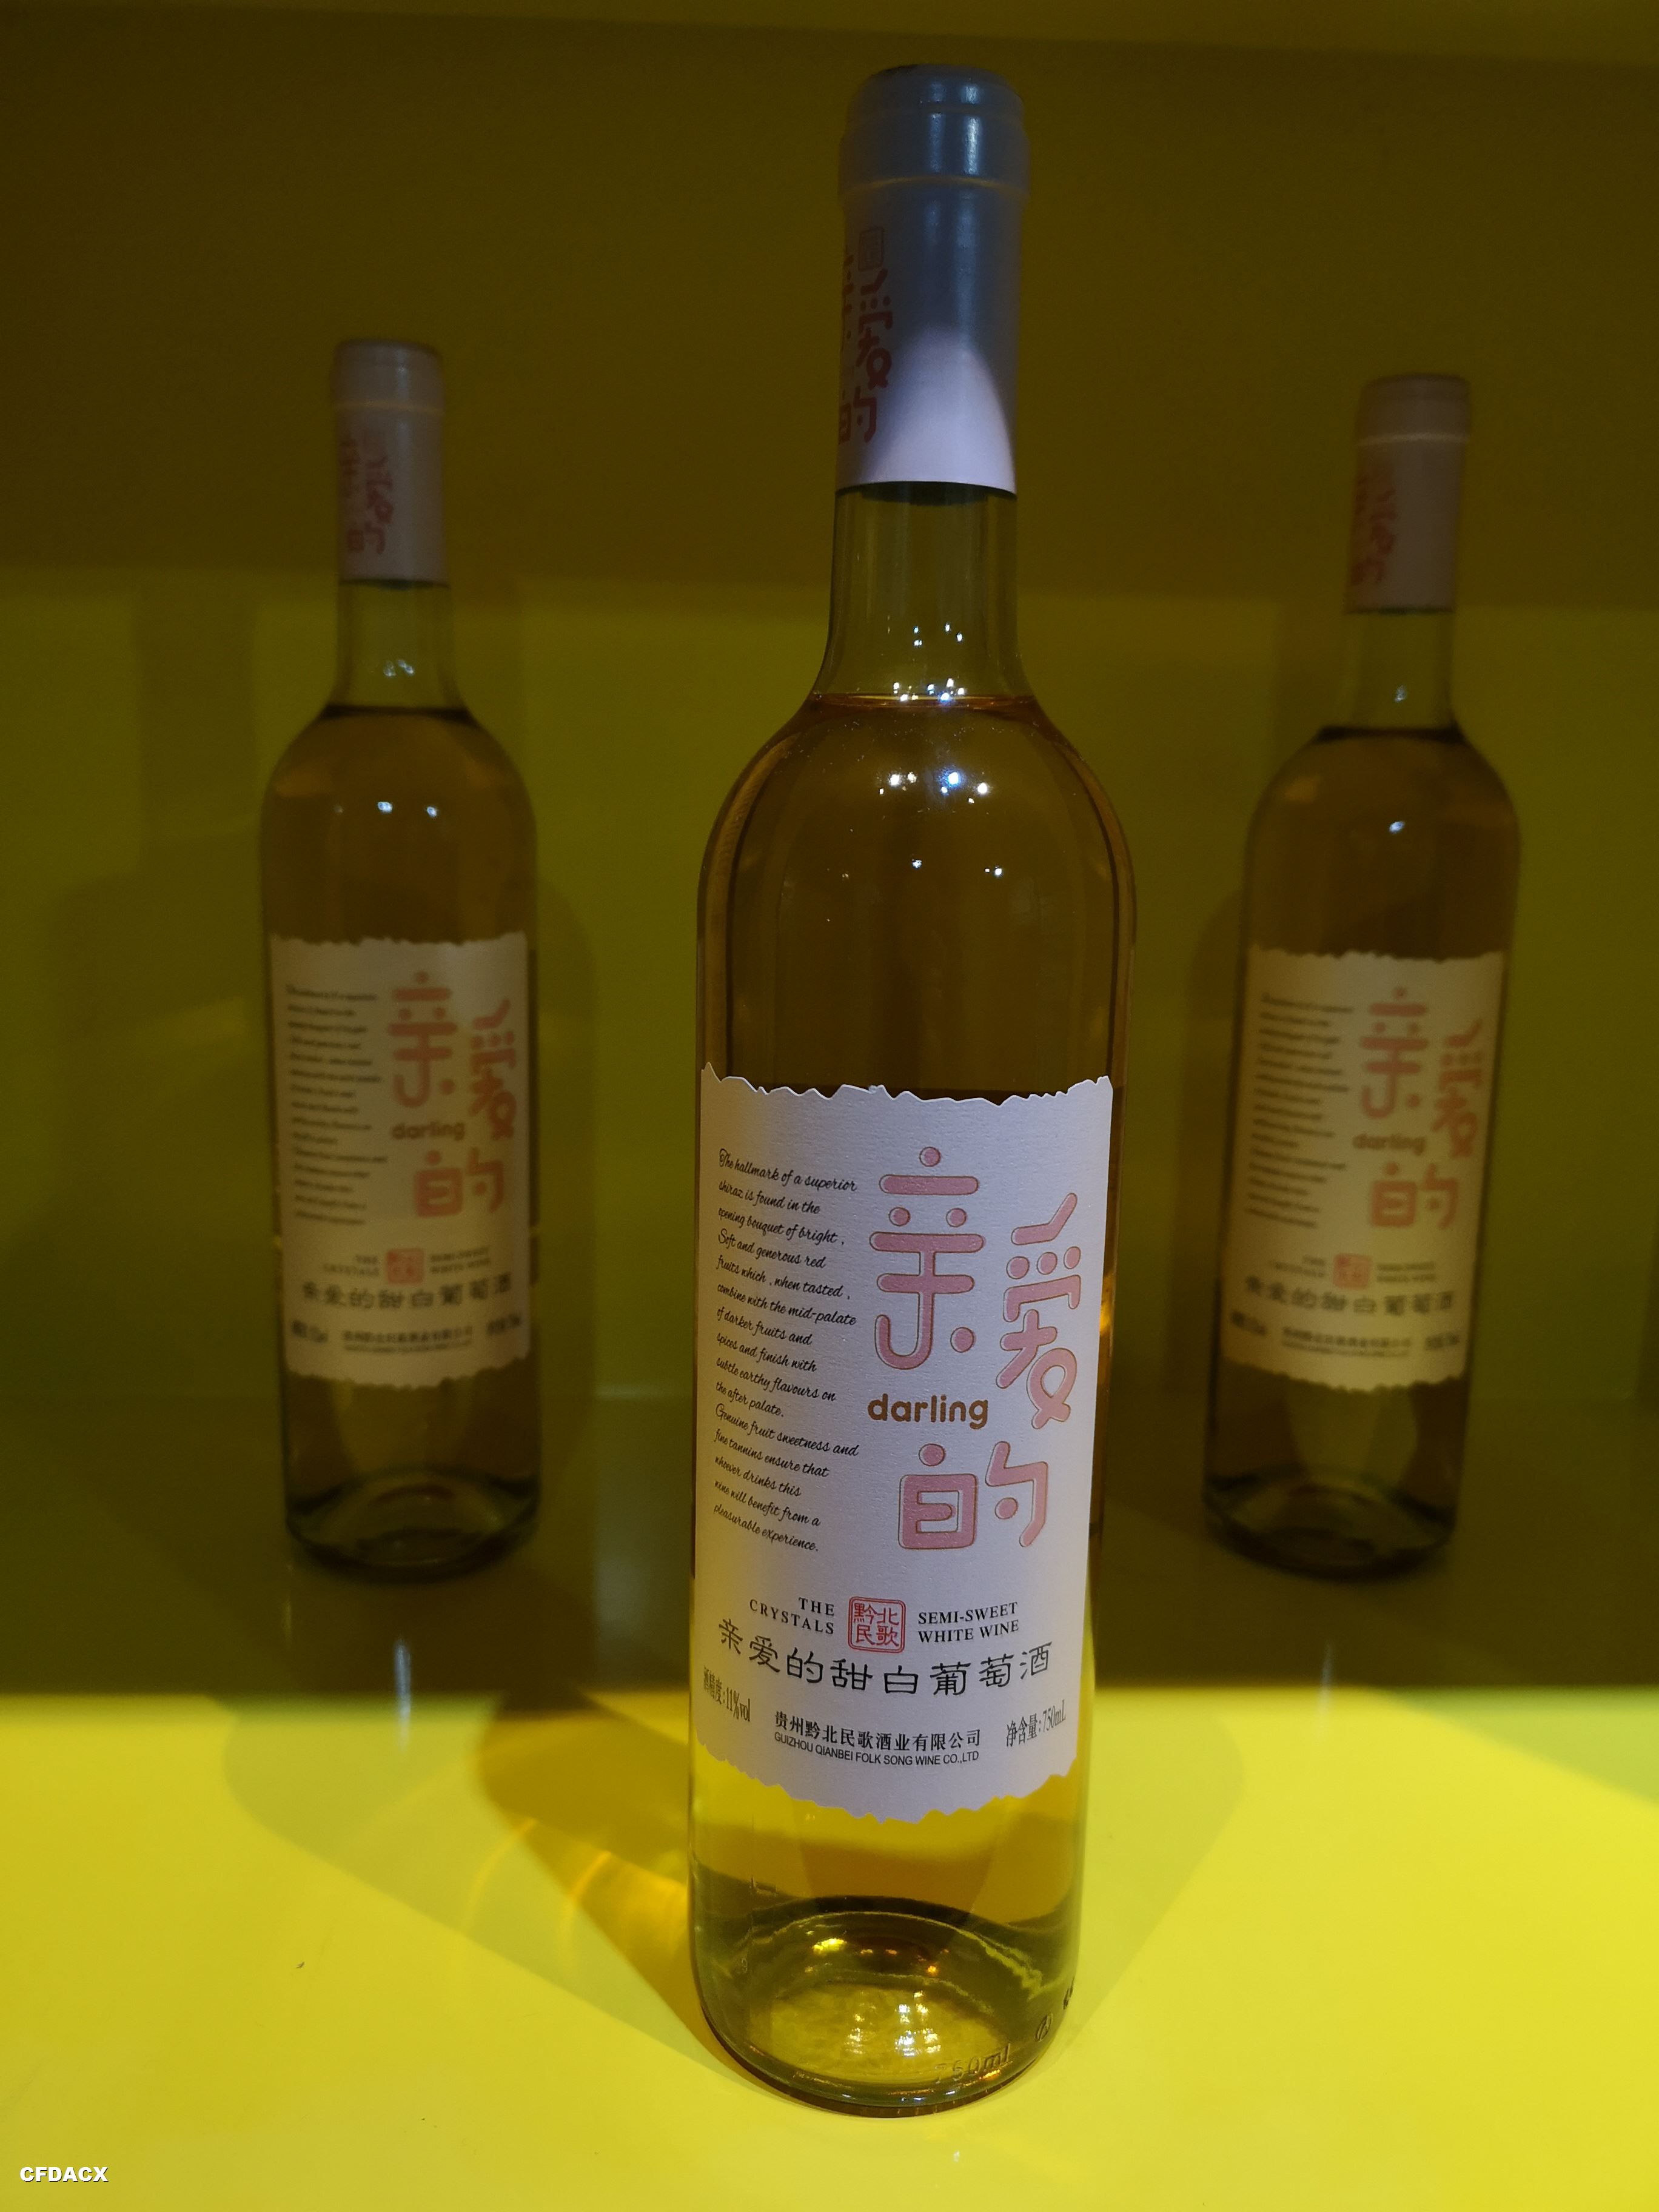 亲爱的
The hallmark of a superior
shiraz is found in the
opening bouquet of bright ,
Soft and generous red
fruits which , when tasted ,
combine with the mid-palate
of darker fruits and
spices and finish with
subtle earthy flavours on
the after palate.
Genuine fruit sweetness and
fine tannins ensure that
whoever drinks this
wine will benefit from a
pleasurable experience.
亲爱的
darling
THE
CRYSTALS
黔北
民歌
SEMI-SWEET
WHITE WINE
亲爱的甜白葡萄酒
酒精度:11%vol
贵州黔北民歌酒业有限公司
GUIZHOU QIANBEI FOLK SONG WINE CO.,LTD
净含量:750mL
750ml
亲爱的
亲爱的
darling
THE
CRYSTALS
SEMI-SWEET
WHITE WINE
亲爱的甜白葡萄酒
亲爱的
darling
亲爱的甜白葡萄酒
CFDACX